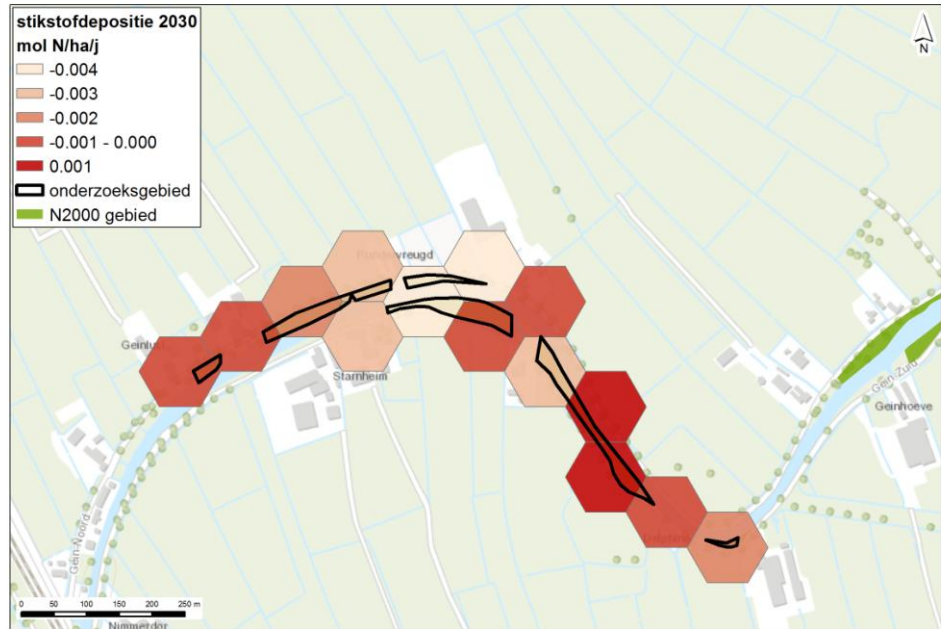 stikstofdepositie 2030
mol N/ha/j
-0.004
-0.003
-0.002
-0.001 - 0.000
0.001
onderzoeksgebied
N2000 gebied
N
Starnheim
Gein-Zuid
Geinhoeve
Gein-Noord
0 50 100 150 200 250 m
Nimmerdor